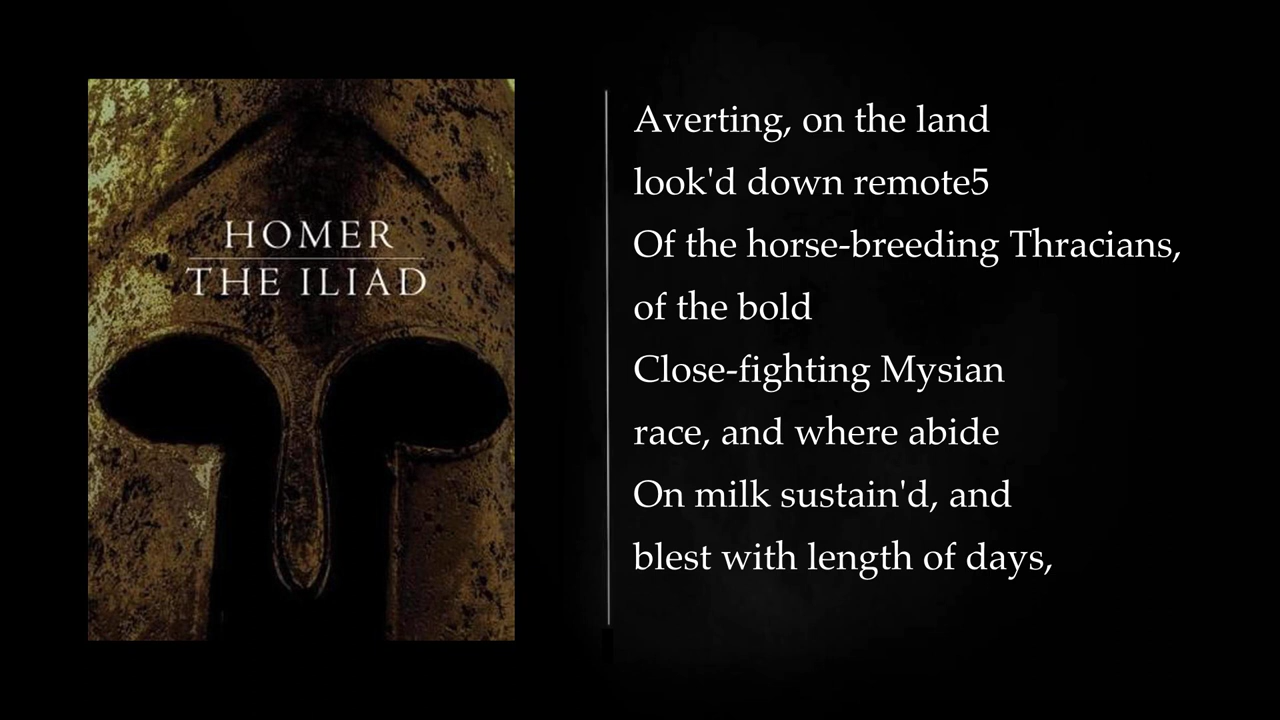 HOMER
THE ILIAD
Averting, on the land
look'd down remote5
Of the horse-breeding Thracians,
of the bold
Close-fighting Mysian
race, and where abide
On milk sustain'd, and
blest with length of days,